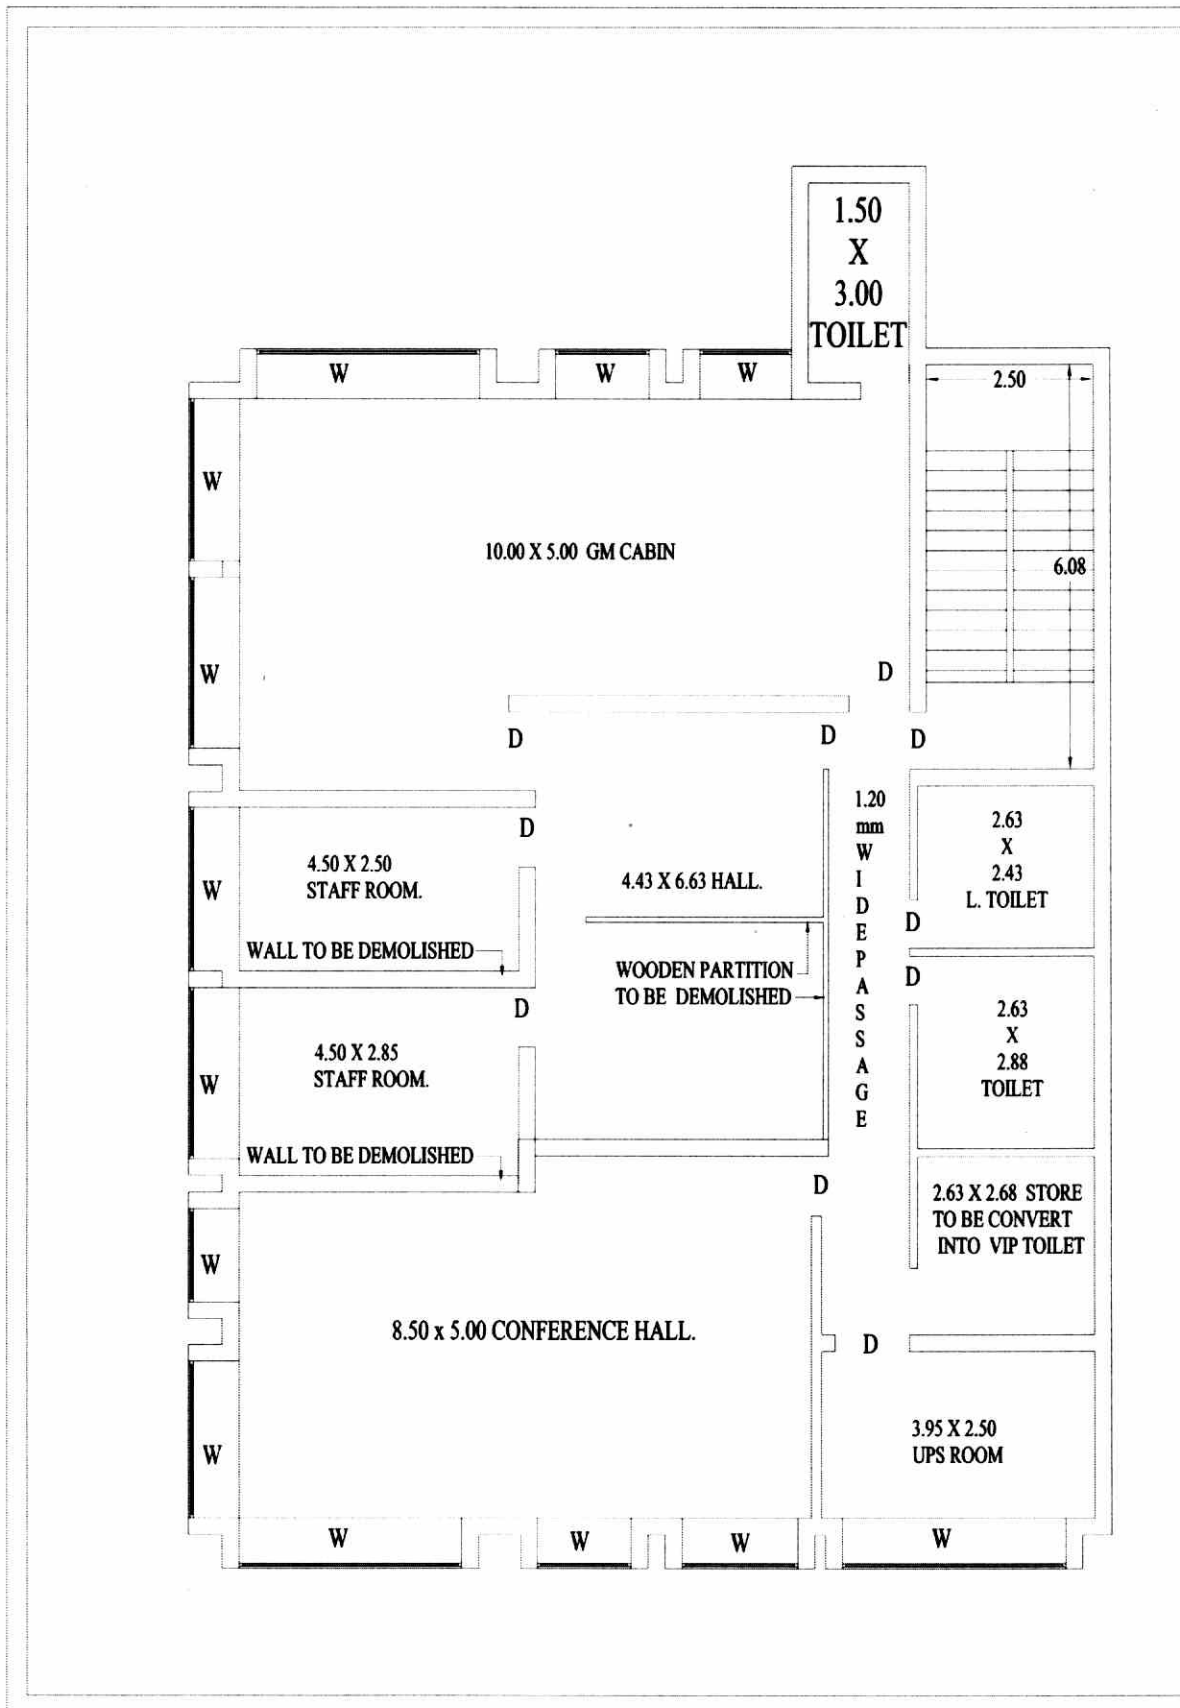 1.50
X
3.00
TOILET
W
W
W
2.50
W
10.00 X 5.00 GM CABIN
6.08
W
D
D
D
D
1.20
mm
W
I
D
E
P
A
S
S
A
G
E
2.63
X
2.43
L. TOILET
D
4.50 X 2.50
STAFF ROOM.
W
4.43 X 6.63 HALL.
D
WALL TO BE DEMOLISHED
WOODEN PARTITION
TO BE DEMOLISHED
D
D
2.63
X
2.88
TOILET
4.50 X 2.85
STAFF ROOM.
W
WALL TO BE DEMOLISHED
D
2.63 X 2.68 STORE
TO BE CONVERT
INTO VIP TOILET
W
8.50 x 5.00 CONFERENCE HALL.
D
3.95 X 2.50
UPS ROOM
W
W
W
W
W